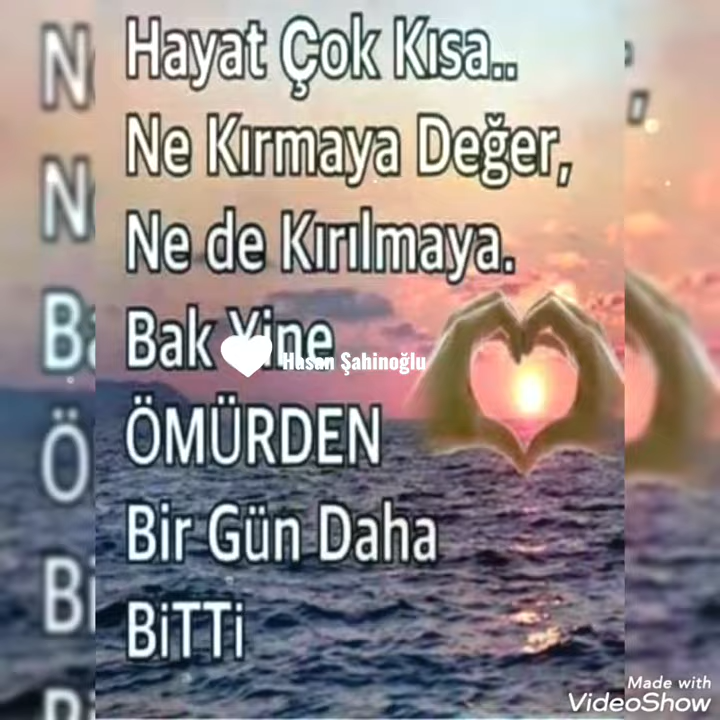 Hayat Çok Kısa..
Ne Kırmaya Değer,
Ne de Kırılmaya.
Bak Yine
Hasan Şahinoğlu
ÖMÜRDEN
Bir Gün Daha
BiTTi
Made with
VideoShow